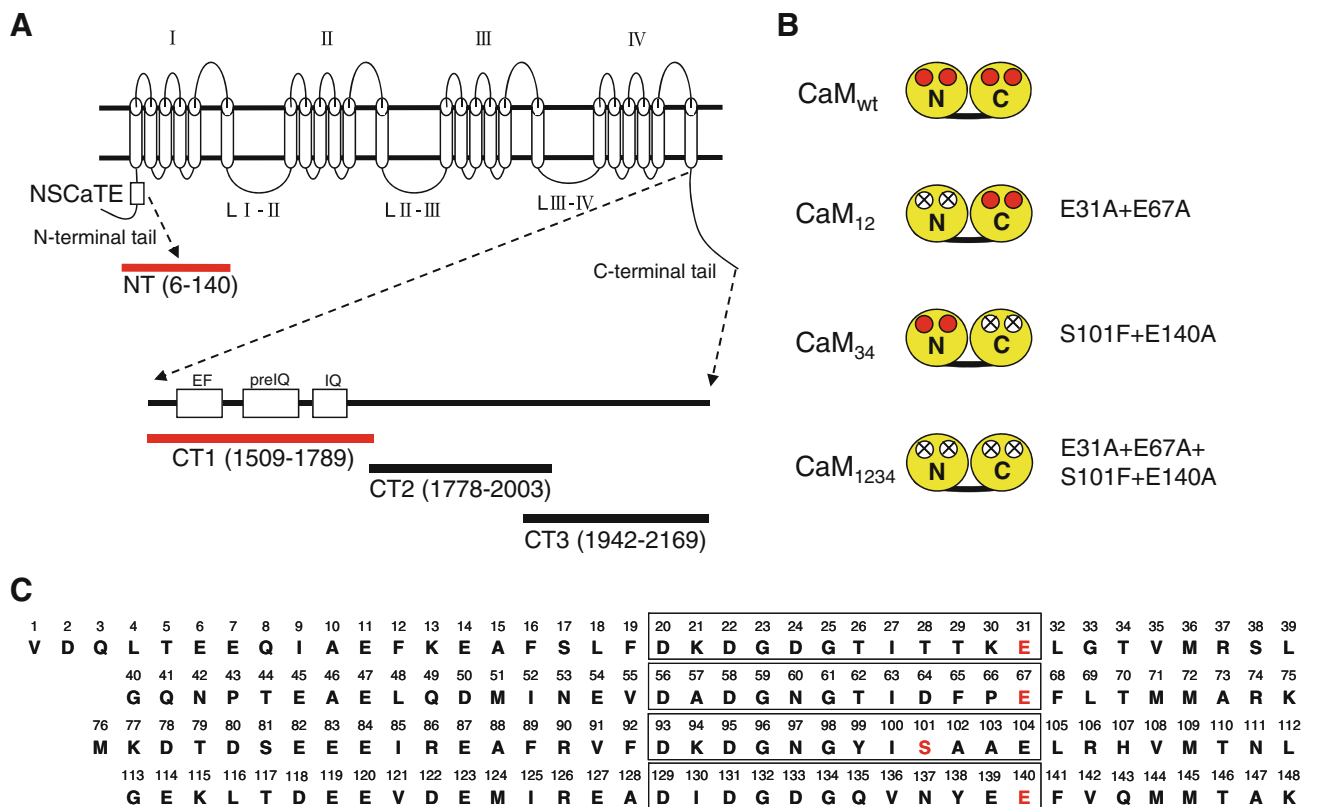 A
I II III IV
NSCaTE
N-terminal tail
L I - II
L II - III
L III - IV
NT (6-140)
C-terminal tail
EF preIQ IQ
CT1 (1509-1789)
CT2 (1778-2003)
CT3 (1942-2169)
B
CaMwt N C
CaM12 N C E31A+E67A
CaM34 N C S101F+E140A
CaM1234 N C E31A+E67A+
S101F+E140A
C
1 2 3 4 5 6 7 8 9 10 11 12 13 14 15 16 17 18 19 20 21 22 23 24 25 26 27 28 29 30 31 32 33 34 35 36 37 38 39
V D Q L T E E Q I A E F K E A F S L F D K D G D G T I T T K E L G T V M R S L
40 41 42 43 44 45 46 47 48 49 50 51 52 53 54 55 56 57 58 59 60 61 62 63 64 65 66 67 68 69 70 71 72 73 74 75
G Q N P T E A E L Q D M I N E V D A D G N G T I D F P E F L T M M A R K
76 77 78 79 80 81 82 83 84 85 86 87 88 89 90 91 92 93 94 95 96 97 98 99 100 101 102 103 104 105 106 107 108 109 110 111 112
M K D T D S E E E I R E A F R V F D K D G N G Y I S A A E L R H V M T N L
113 114 115 116 117 118 119 120 121 122 123 124 125 126 127 128 129 130 131 132 133 134 135 136 137 138 139 140 141 142 143 144 145 146 147 148
G E K L T D E E V D E M I R E A D I D G D G Q V N Y E E F V Q M M T A K